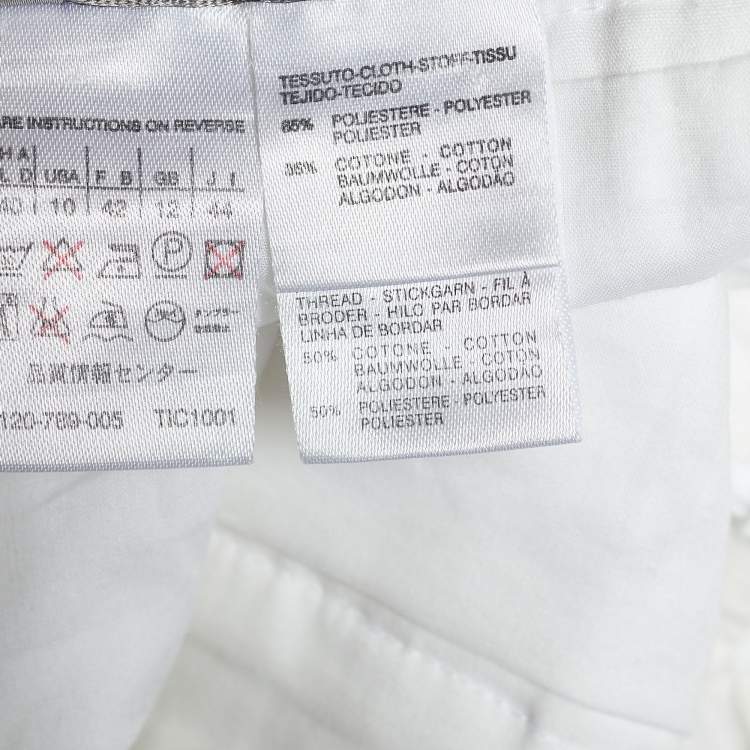 ARE INSTRUCTIONS ON REVERSE
H A
L D USA F B GB J I
40 10 42 12 44
P
品質情報センター
120-789-005 TIC1001
TESSUTO-CLOTH-STOFF-TISSU
TEJIDO-TECIDO
65% POLIESTERE - POLYESTER
POLIESTER
35% COTONE - COTTON
BAUMWOLLE - COTON
ALGODON - ALGODÃO
THREAD - STICKGARN - FIL À
BRODER - HILO PAR BORDAR
LINHA DE BORDAR
50% COTONE - COTTON
BAUMWOLLE - COTON
ALGODON - ALGODÃO
50% POLIESTERE - POLYESTER
POLIESTER